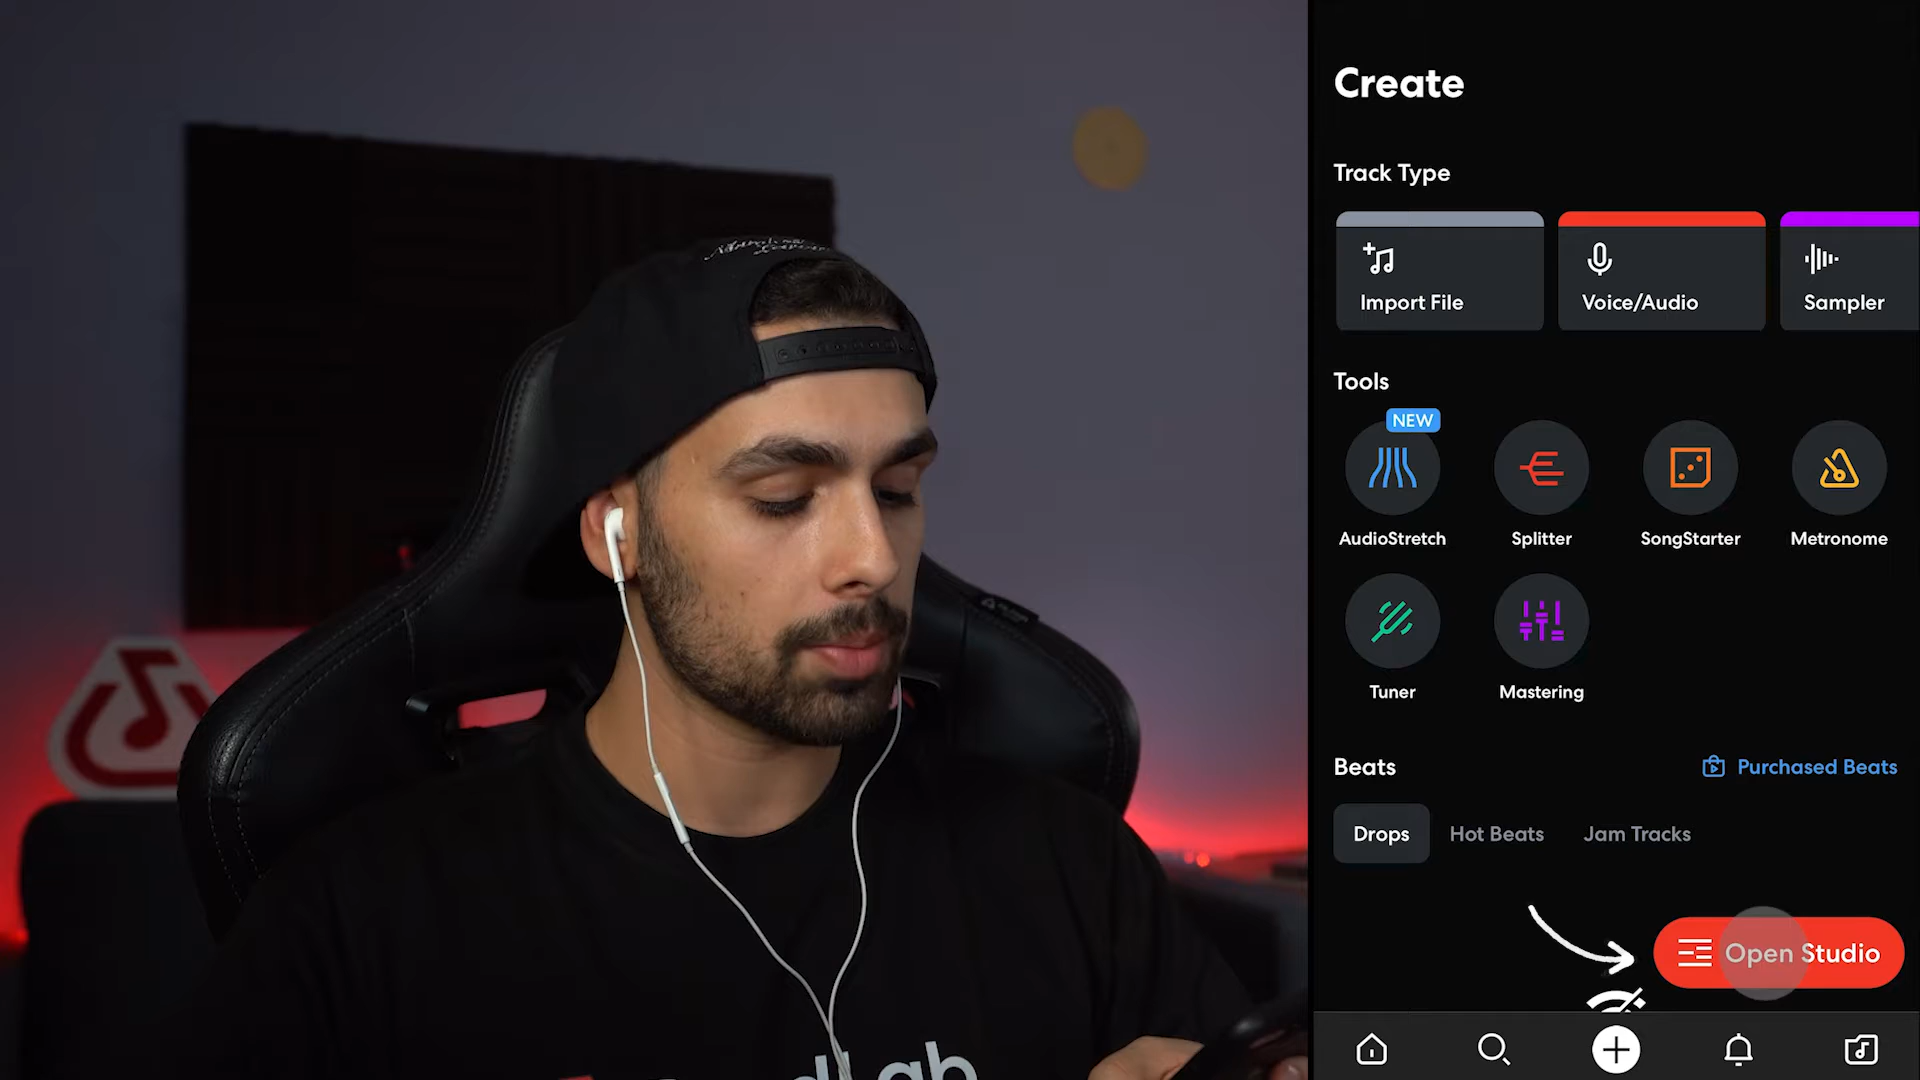 Create
Track Type
Import File
Voice/Audio
Sampler
Tools
NEW
AudioStretch
Splitter
SongStarter
Metronome
Tuner
Mastering
Beats
Purchased Beats
Drops
Hot Beats
Jam Tracks
Open Studio